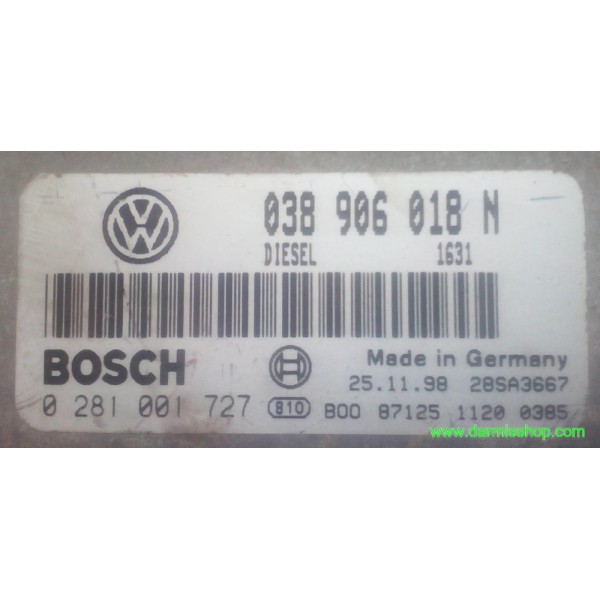 038 906 018 N
DIESEL 1631
BOSCH Made in Germany
25.11.98 28SA3667
0 281 001 727 810 B00 87125 1120 0385
www.darmisshop.com